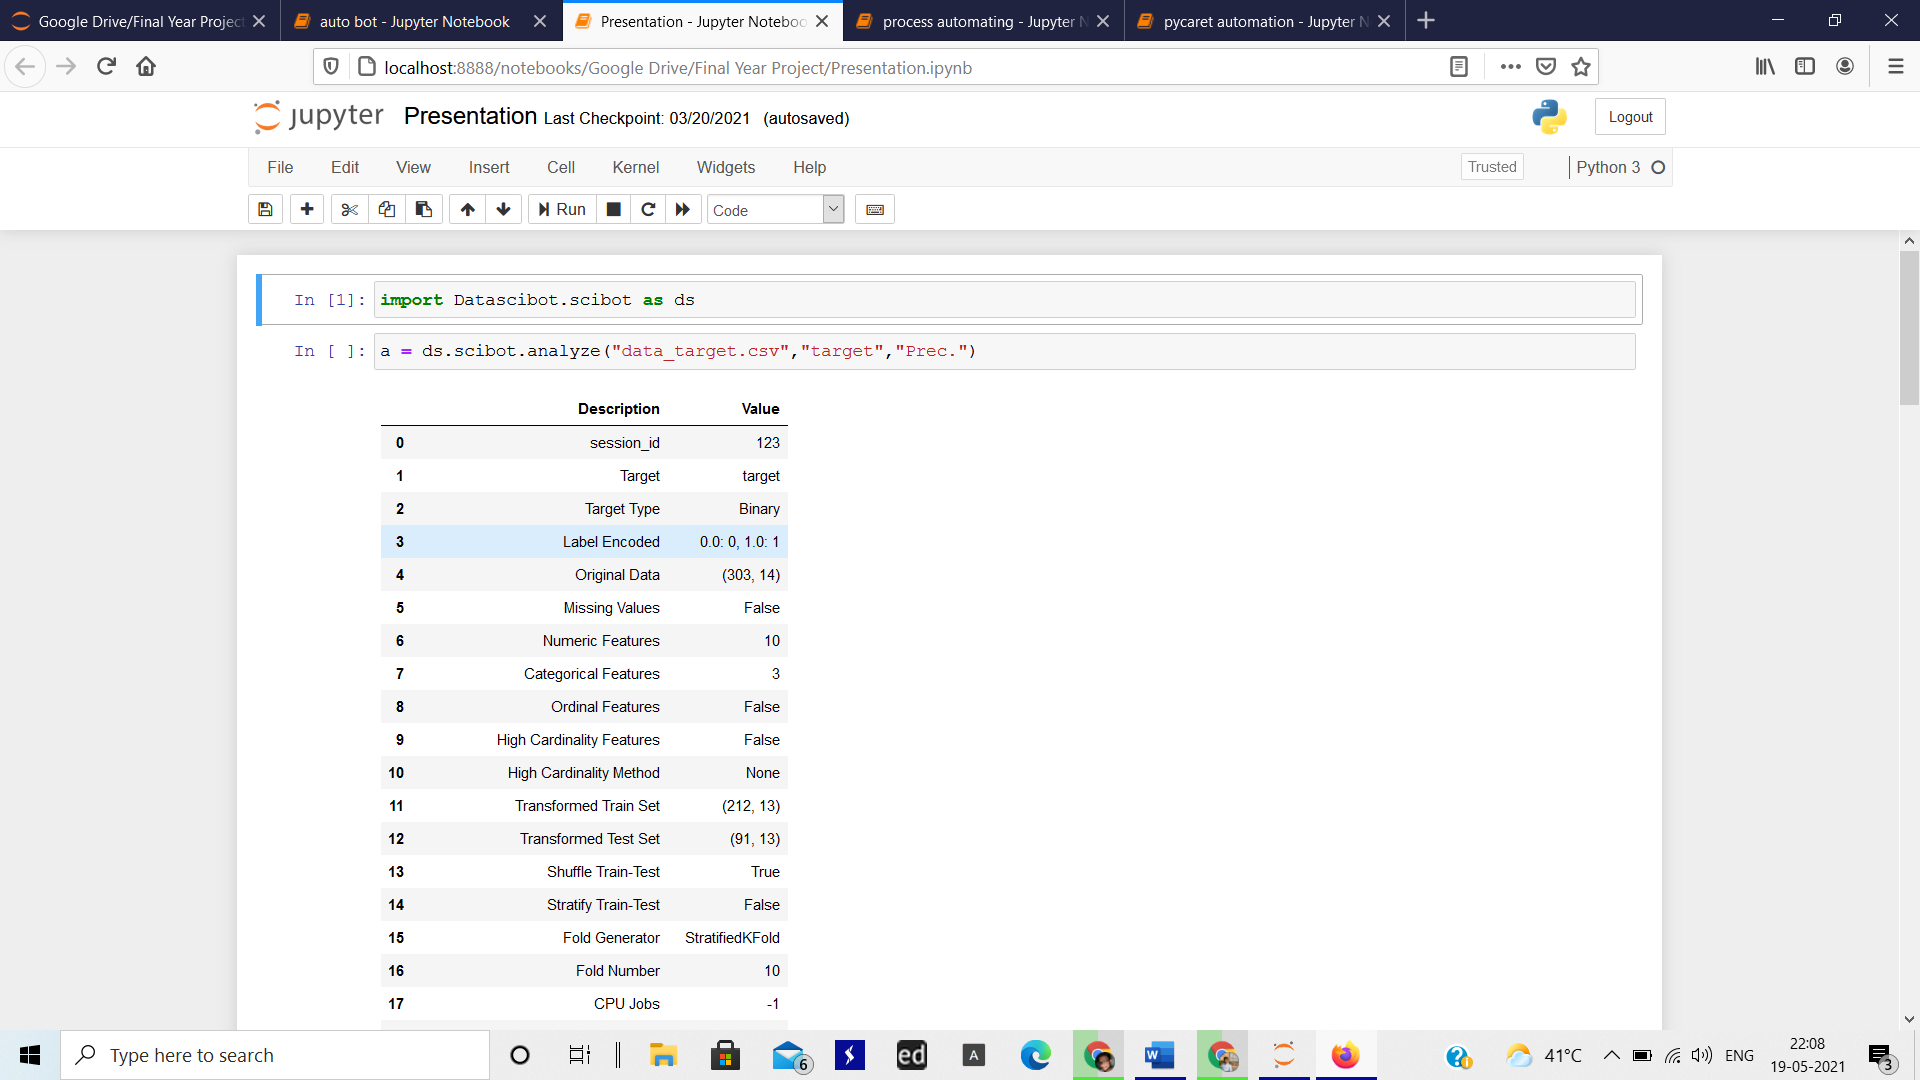 Google Drive/Final Year Project
auto bot - Jupyter Notebook
Presentation - Jupyter Noteboo
process automating - Jupyter N
pycaret automation - Jupyter N
localhost:8888/notebooks/Google Drive/Final Year Project/Presentation.ipynb
jupyter Presentation Last Checkpoint: 03/20/2021 (autosaved)
Logout
File Edit View Insert Cell Kernel Widgets Help
Trusted
Python 3
Run
Code
In [1]: import Datascibot.scibot as ds
In [ ]: a = ds.scibot.analyze("data_target.csv","target","Prec.")
Description Value
0 session_id 123
1 Target target
2 Target Type Binary
3 Label Encoded 0.0: 0, 1.0: 1
4 Original Data (303, 14)
5 Missing Values False
6 Numeric Features 10
7 Categorical Features 3
8 Ordinal Features False
9 High Cardinality Features False
10 High Cardinality Method None
11 Transformed Train Set (212, 13)
12 Transformed Test Set (91, 13)
13 Shuffle Train-Test True
14 Stratify Train-Test False
15 Fold Generator StratifiedKFold
16 Fold Number 10
17 CPU Jobs -1
Type here to search
6
ed
A
W
41°C
ENG
22:08
19-05-2021
3